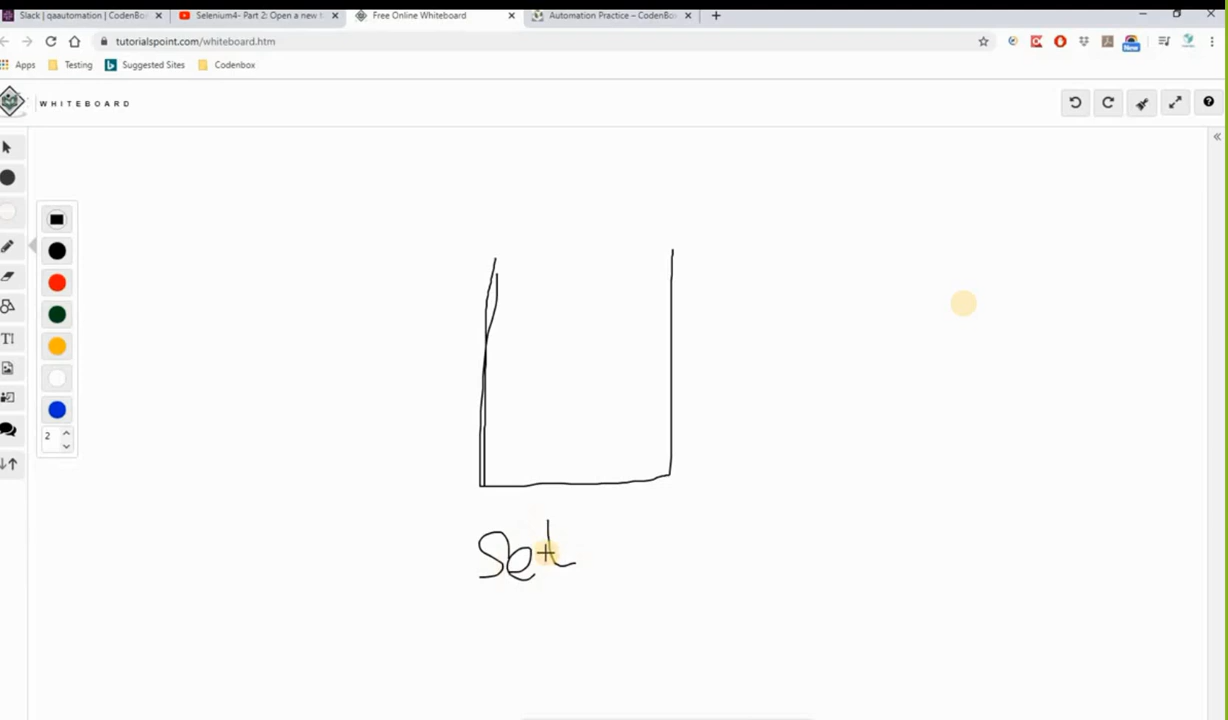 Slack | qaautomation | CodenBo
Selenium4- Part 2: Open a new t
Free Online Whiteboard
Automation Practice – CodenBo
tutorialspoint.com/whiteboard.htm
New
Apps
Testing
Suggested Sites
Codenbox
WHITEBOARD
TI
2
Set